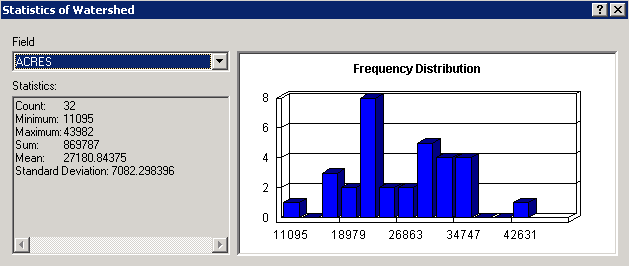 Statistics of Watershed
Field
ACRES
Statistics:
Count: 32
Minimum: 11095
Maximum: 43982
Sum: 869787
Mean: 27180.84375
Standard Deviation: 7082.298396
Frequency Distribution
8
6
4
2
0
11095 18979 26863 34747 42631